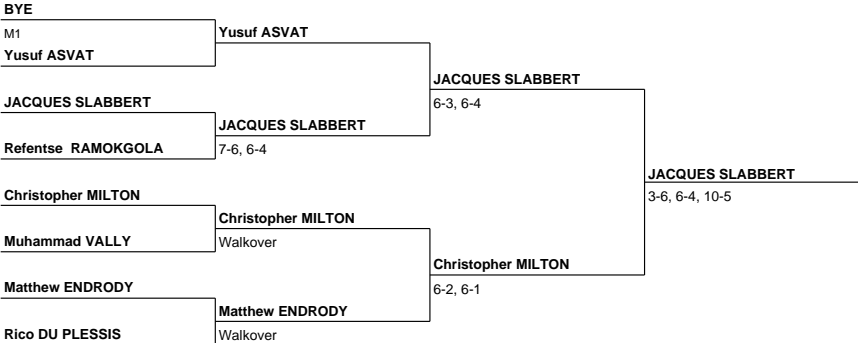 BYE
M1
Yusuf ASVAT
Yusuf ASVAT
JACQUES SLABBERT
Refentse  RAMOKGOLA
JACQUES SLABBERT
7-6, 6-4
JACQUES SLABBERT
6-3, 6-4
Christopher MILTON
Muhammad VALLY
Christopher MILTON
Walkover
Matthew ENDRODY
Rico DU PLESSIS
Matthew ENDRODY
Walkover
Christopher MILTON
6-2, 6-1
JACQUES SLABBERT
3-6, 6-4, 10-5